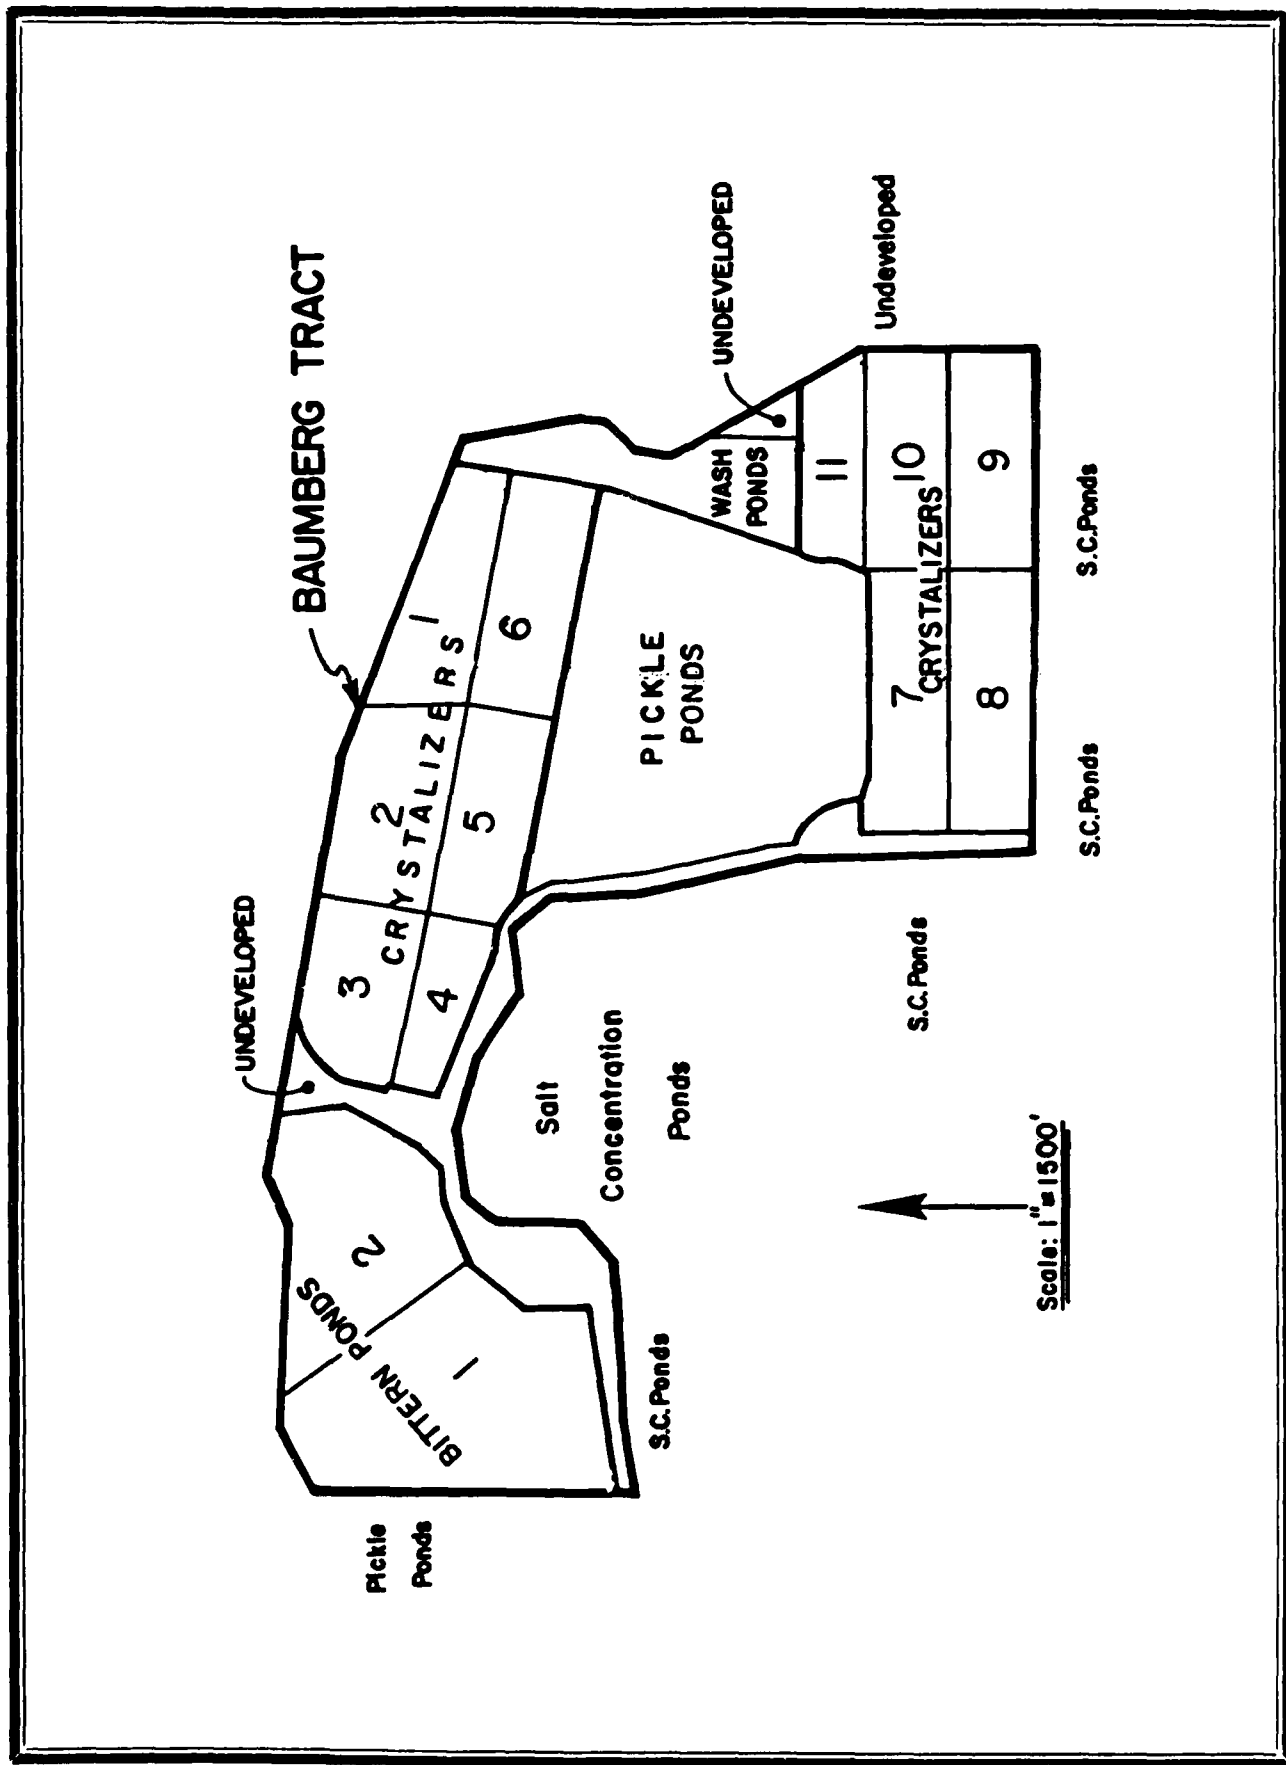 BAUMBERG TRACT
UNDEVELOPED
BITTERN PONDS
2
1
Pickle
Ponds
3
2
1
CRYSTALIZERS
4
5
6
Salt
Concentration
Ponds
S.C.Ponds
PICKLE
PONDS
WASH
PONDS
UNDEVELOPED
11
Undeveloped
7
10
CRYSTALIZERS
8
9
S.C.Ponds
S.C.Ponds
S.C.Ponds
Scale: 1"=1500'